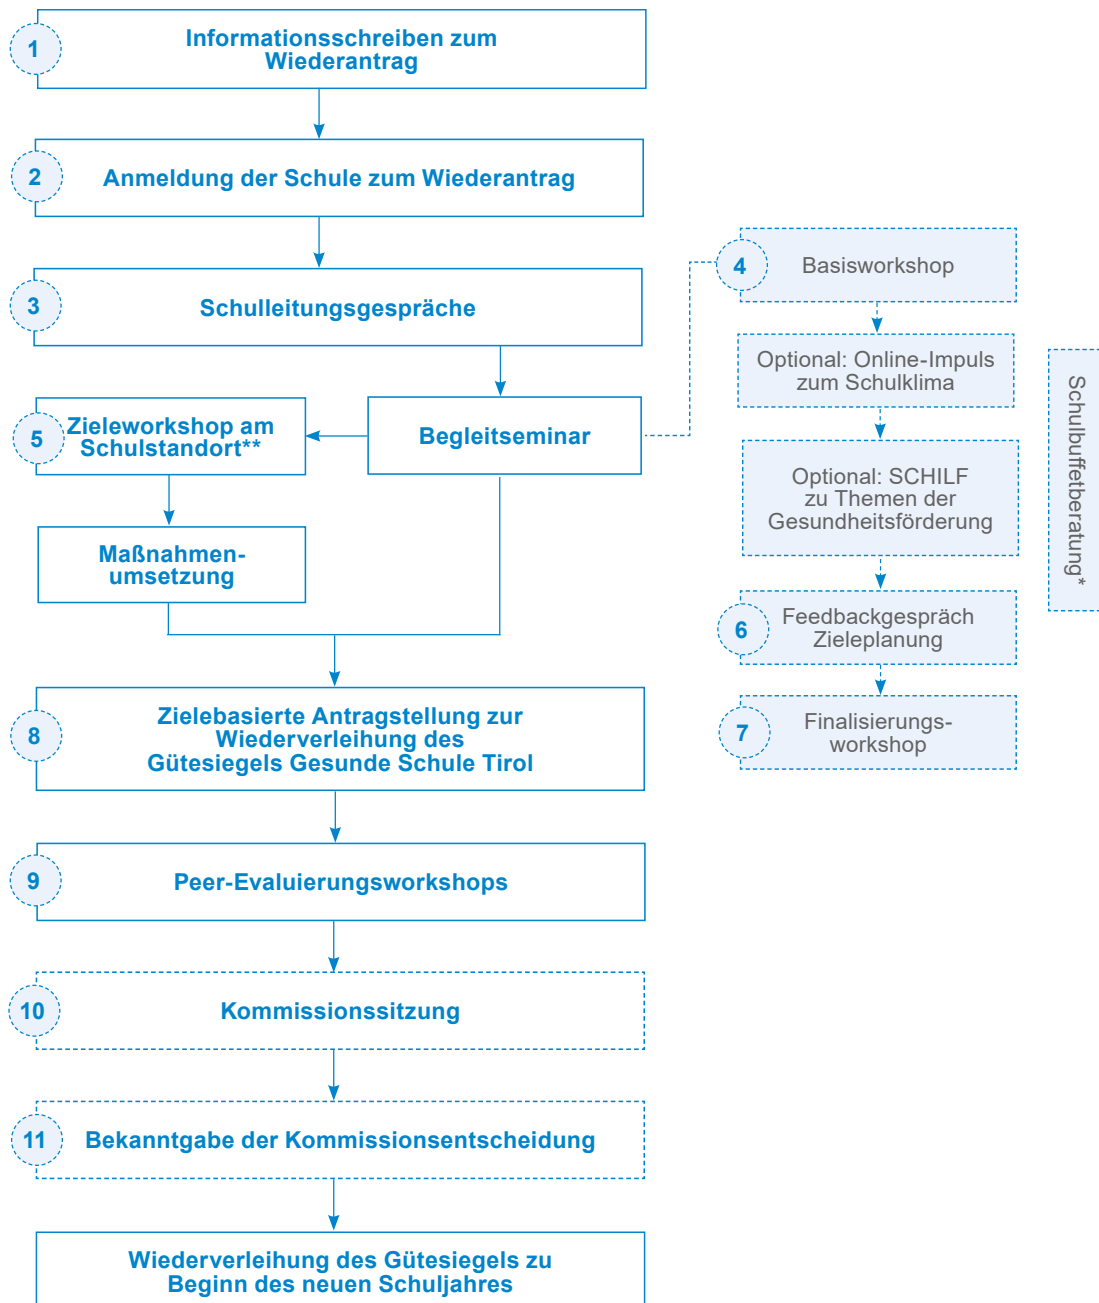 1
Informationsschreiben zum
Wiederantrag
2
Anmeldung der Schule zum Wiederantrag
3
Schulleitungsgespräche
4
Basisworkshop
Optional: Online-Impuls
zum Schulklima
Optional: SCHILF
zu Themen der
Gesundheitsförderung
Schulbuffetberatung*
5
Zieleworkshop am
Schulstandort**
Begleitseminar
Maßnahmen-
umsetzung
6
Feedbackgespräch
Zieleplanung
7
Finalisierungs-
workshop
8
Zielebasierte Antragstellung zur
Wiederverleihung des
Gütesiegels Gesunde Schule Tirol
9
Peer-Evaluierungsworkshops
10
Kommissionssitzung
11
Bekanntgabe der Kommissionsentscheidung
Wiederverleihung des Gütesiegels zu
Beginn des neuen Schuljahres